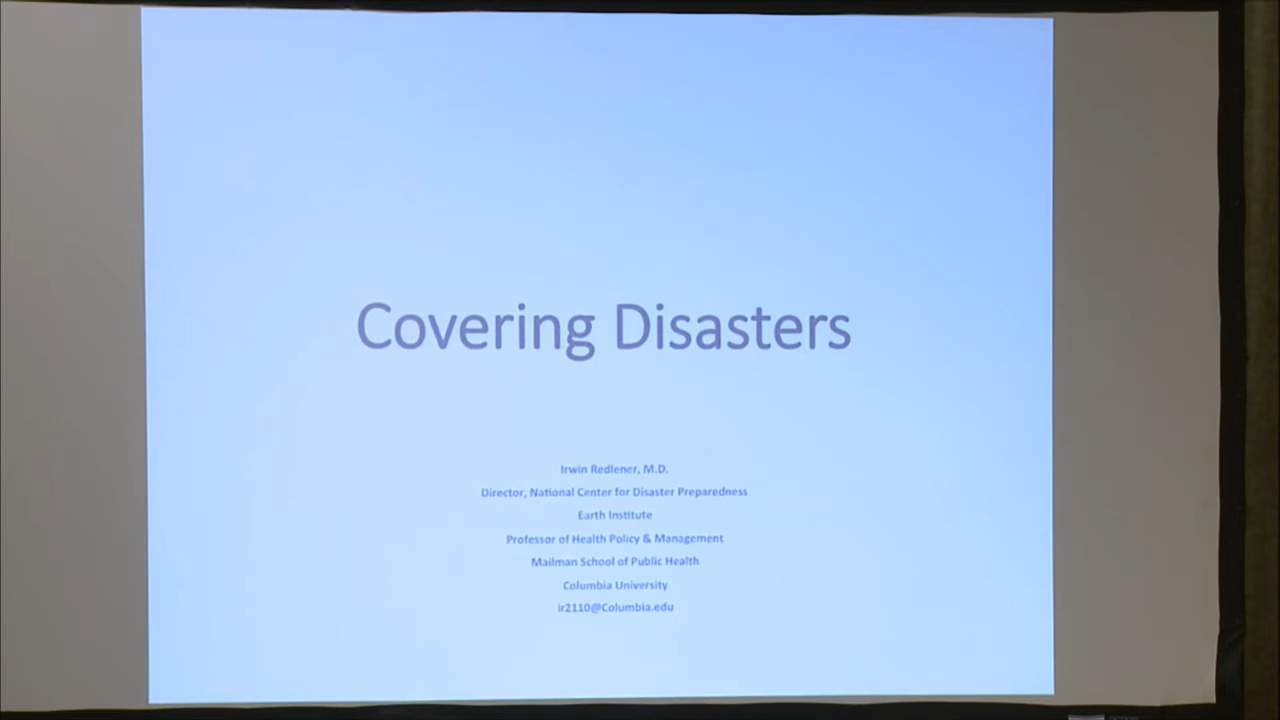 Covering Disasters
Irwin Redlener, M.D.
Director, National Center for Disaster Preparedness
Earth Institute
Professor of Health Policy & Management
Mailman School of Public Health
Columbia University
ir2110@Columbia.edu